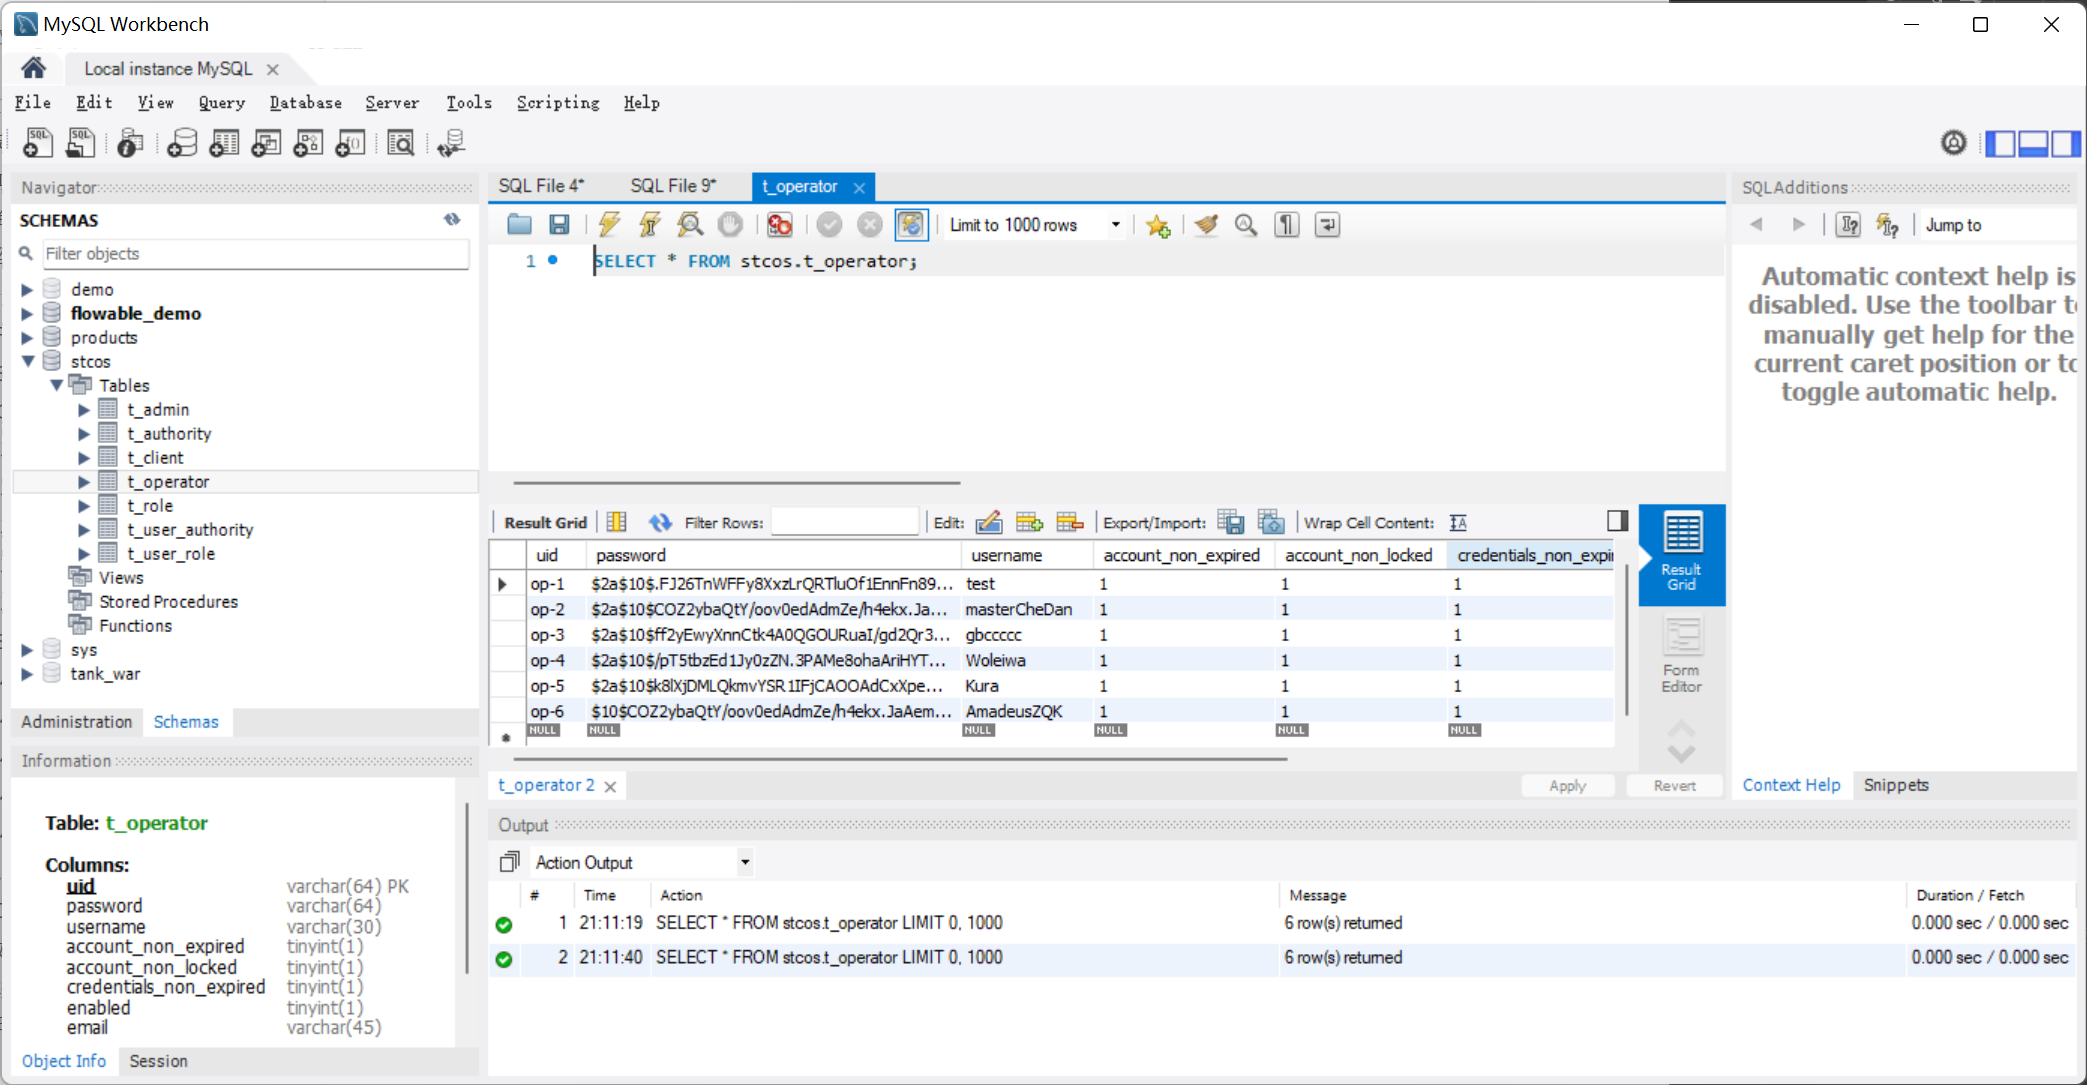 MySQL Workbench
Local instance MySQL
File Edit View Query Database Server Tools Scripting Help
Navigator
SCHEMAS
Filter objects
demo
flowable_demo
products
stcos
Tables
t_admin
t_authority
t_client
t_operator
t_role
t_user_authority
t_user_role
Views
Stored Procedures
Functions
sys
tank_war
Administration Schemas
Information
Table: t_operator
Columns:
uid varchar(64) PK
password varchar(64)
username varchar(30)
account_non_expired tinyint(1)
account_non_locked tinyint(1)
credentials_non_expired tinyint(1)
enabled tinyint(1)
email varchar(45)
Object Info Session
SQL File 4* SQL File 9* t_operator
Limit to 1000 rows
1 SELECT * FROM stcos.t_operator;
Result Grid Filter Rows: Edit: Export/Import: Wrap Cell Content:
uid password username account_non_expired account_non_locked credentials_non_expi
op-1 $2a$10$.FJ26TnWFFy8XxzLrQRTluOf1EnnFn89... test 1 1 1
op-2 $2a$10$COZ2ybaQtY/oov0edAdmZe/h4ekx.Ja... masterCheDan 1 1 1
op-3 $2a$10$ff2yEwyXnnCtk4A0QGOURuaI/gd2Qr3... gbccccc 1 1 1
op-4 $2a$10$/pT5tbzEd1Jy0zZN.3PAMe8ohaAriHYT... Woleiwa 1 1 1
op-5 $2a$10$k8lXjDMLQkmvYSR1IFjCAOOAdCxXpe... Kura 1 1 1
op-6 $10$COZ2ybaQtY/oov0edAdmZe/h4ekx.JaAem... AmadeusZQK 1 1 1
NULL NULL NULL NULL NULL NULL
Result
Grid
Form
Editor
t_operator 2
Apply Revert
SQLAdditions
Jump to
Automatic context help is
disabled. Use the toolbar to
manually get help for the
current caret position or to
toggle automatic help.
Context Help Snippets
Output
Action Output
# Time Action Message Duration / Fetch
1 21:11:19 SELECT * FROM stcos.t_operator LIMIT 0, 1000 6 row(s) returned 0.000 sec / 0.000 sec
2 21:11:40 SELECT * FROM stcos.t_operator LIMIT 0, 1000 6 row(s) returned 0.000 sec / 0.000 sec